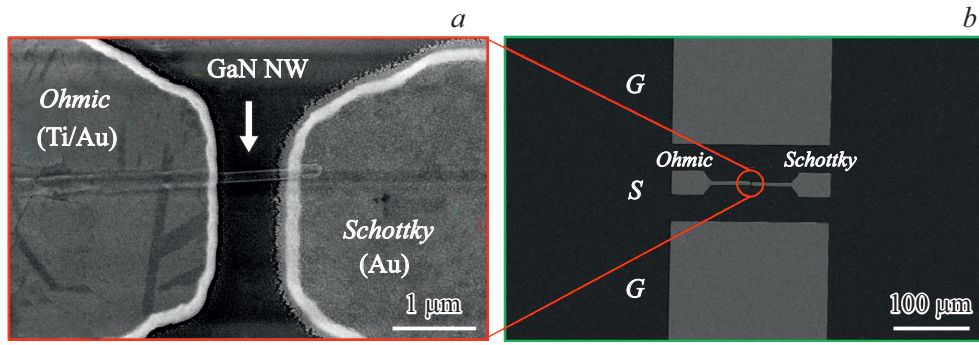 a
b
GaN NW
Ohmic
(Ti/Au)
Schottky
(Au)
1 μm
G
Ohmic
Schottky
S
G
100 μm